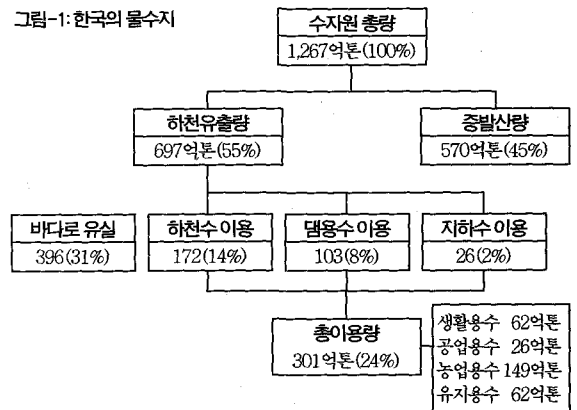 그림-1: 한국의 물수지
수자원 총량
1,267억톤(100%)
하천유출량
697억톤(55%)
증발산량
570억톤(45%)
바다로 유실
396(31%)
하천수 이용
172(14%)
댐용수 이용
103(8%)
지하수 이용
26(2%)
총이용량
301억톤(24%)
생활용수 62억톤
공업용수 26억톤
농업용수 149억톤
유지용수 62억톤